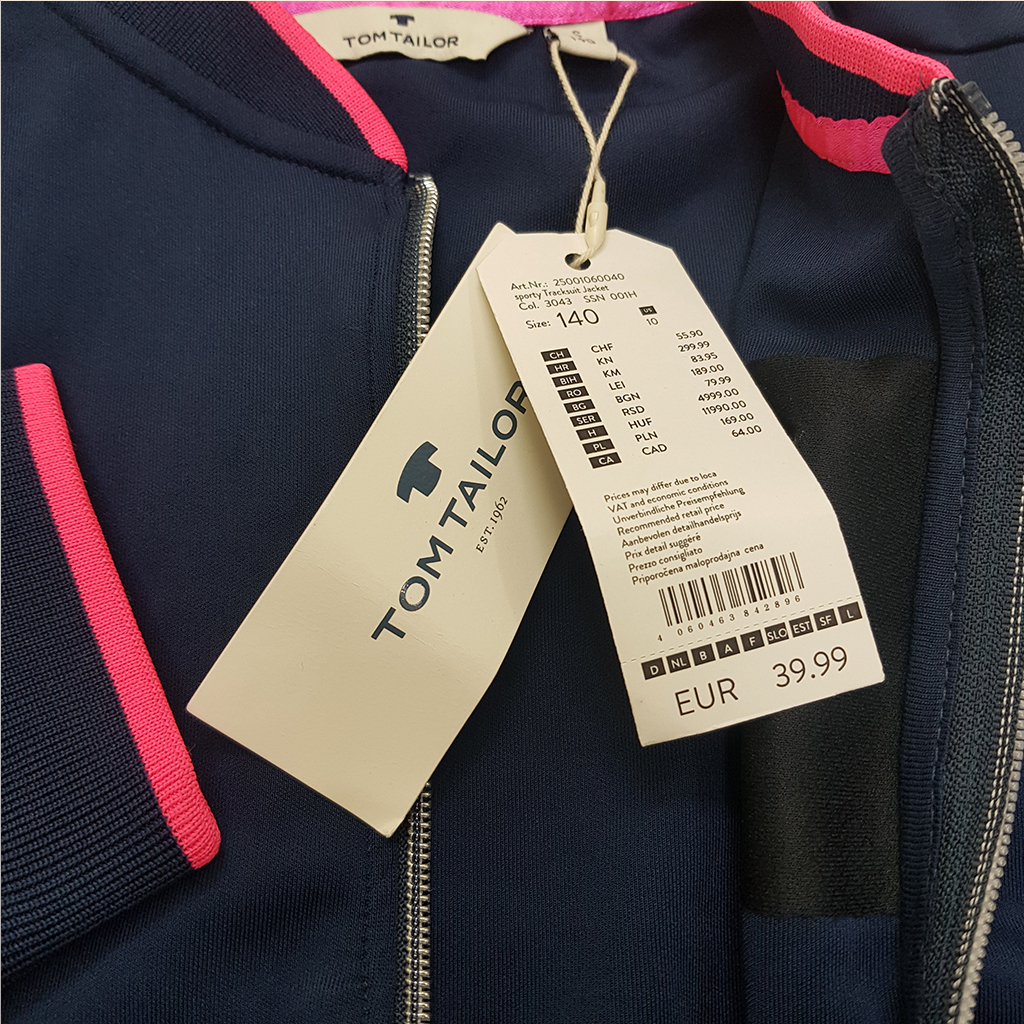 TOM TAILOR
TOM TAILOR
EST. 1962
Art.Nr.: 25001060040
sporty Tracksuit Jacket
Col. 3043 SSN 001H
Size: 140 UK 10
CH CHF 55.90
HR KN 299.99
BIH KM 83.95
RO LEI 189.00
BG BGN 79.99
SER RSD 4999.00
H HUF 11990.00
PL PLN 169.00
CA CAD 64.00
Prices may differ due to loca
VAT and economic conditions
Unverbindliche Preisempfehlung
Recommended retail price
Aanbevolen detailhandelsprijs
Prix detail suggéré
Prezzo consigliato
Priporočena maloprodajna cena
4 060463 842896
D NL B A F SLO EST SF L
EUR 39.99